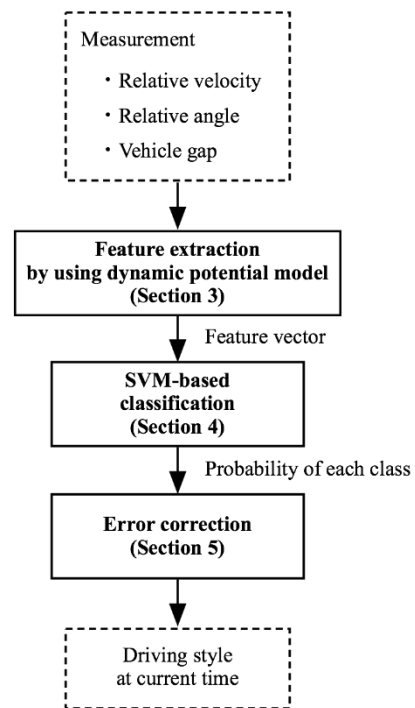 Measurement
・Relative velocity
・Relative angle
・Vehicle gap
Feature extraction
by using dynamic potential model
(Section 3)
Feature vector
SVM-based
classification
(Section 4)
Probability of each class
Error correction
(Section 5)
Driving style
at current time